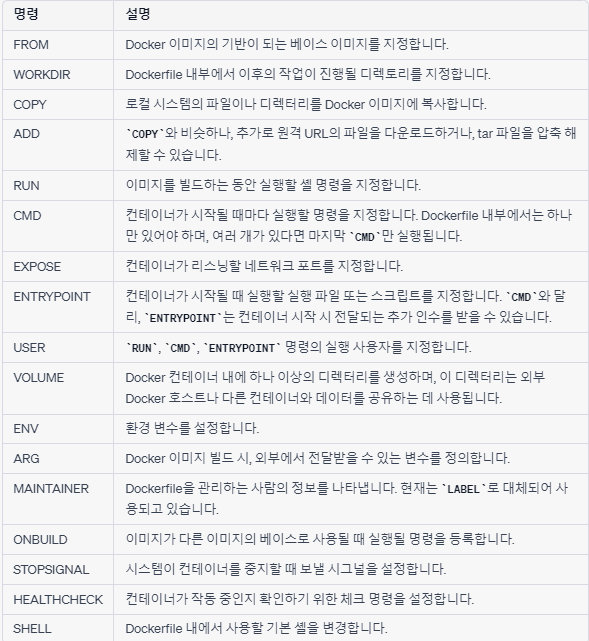 명령 설명
FROM Docker 이미지의 기반이 되는 베이스 이미지를 지정합니다.
WORKDIR Dockerfile 내부에서 이후의 작업이 진행될 디렉토리를 지정합니다.
COPY 로컬 시스템의 파일이나 디렉터리를 Docker 이미지에 복사합니다.
ADD `COPY`와 비슷하나, 추가로 원격 URL의 파일을 다운로드하거나, tar 파일을 압축 해
제할 수 있습니다.
RUN 이미지를 빌드하는 동안 실행할 셸 명령을 지정합니다.
CMD 컨테이너가 시작될 때마다 실행할 명령을 지정합니다. Dockerfile 내부에서는 하나
만 있어야 하며, 여러 개가 있다면 마지막 `CMD`만 실행됩니다.
EXPOSE 컨테이너가 리스닝할 네트워크 포트를 지정합니다.
ENTRYPOINT 컨테이너가 시작될 때 실행할 실행 파일 또는 스크립트를 지정합니다. `CMD`와 달
리, `ENTRYPOINT`는 컨테이너 시작 시 전달되는 추가 인수를 받을 수 있습니다.
USER `RUN`, `CMD`, `ENTRYPOINT` 명령의 실행 사용자를 지정합니다.
VOLUME Docker 컨테이너 내에 하나 이상의 디렉터리를 생성하며, 이 디렉터리는 외부
Docker 호스트나 다른 컨테이너와 데이터를 공유하는 데 사용됩니다.
ENV 환경 변수를 설정합니다.
ARG Docker 이미지 빌드 시, 외부에서 전달받을 수 있는 변수를 정의합니다.
MAINTAINER Dockerfile을 관리하는 사람의 정보를 나타냅니다. 현재는 `LABEL`로 대체되어 사
용되고 있습니다.
ONBUILD 이미지가 다른 이미지의 베이스로 사용될 때 실행될 명령을 등록합니다.
STOPSIGNAL 시스템이 컨테이너를 중지할 때 보낼 시그널을 설정합니다.
HEALTHCHECK 컨테이너가 작동 중인지 확인하기 위한 체크 명령을 설정합니다.
SHELL Dockerfile 내에서 사용할 기본 셸을 변경합니다.